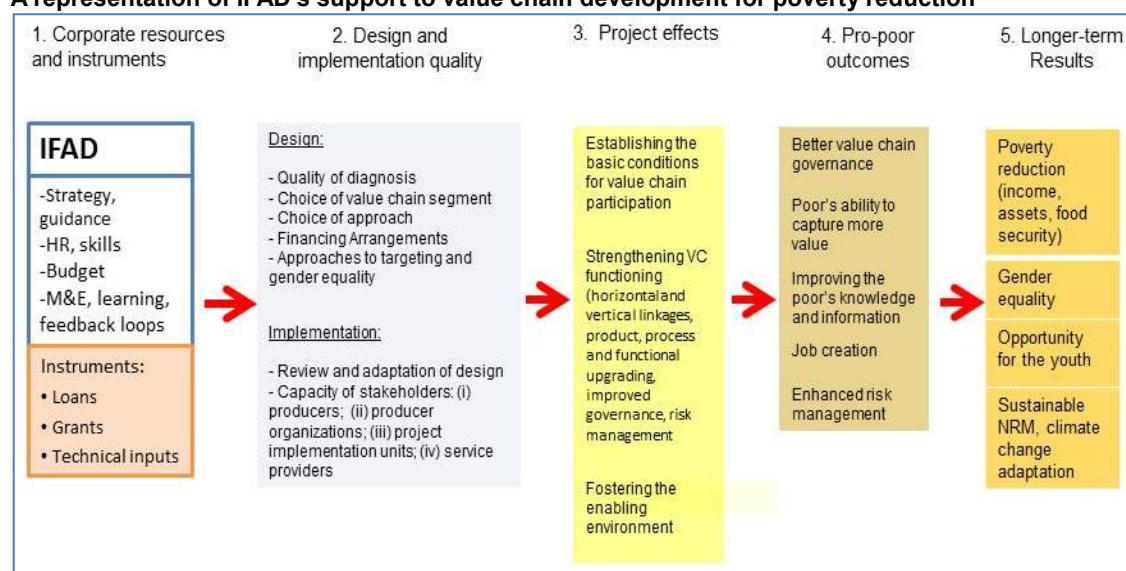 A representation of IFAD's support to value chain development for poverty reduction
1. Corporate resources
and instruments
2. Design and
implementation quality
3. Project effects
4. Pro-poor
outcomes
5. Longer-term
Results
IFAD
-Strategy,
guidance
-HR, skills
-Budget
-M&E, learning,
feedback loops
Instruments:
• Loans
• Grants
• Technical inputs
Design:
- Quality of diagnosis
- Choice of value chain segment
- Choice of approach
- Financing Arrangements
- Approaches to targeting and
gender equality
Implementation:
- Review and adaptation of design
- Capacity of stakeholders: (i)
producers; (ii) producer
organizations; (iii) project
implementation units; (iv) service
providers
Establishing the
basic conditions
for value chain
participation
Strengthening VC
functioning
(horizontal and
vertical linkages,
product, process
and functional
upgrading,
improved
governance, risk
management
Fostering the
enabling
environment
Better value chain
governance
Poor's ability to
capture more
value
Improving the
poor's knowledge
and information
Job creation
Enhanced risk
management
Poverty
reduction
(income,
assets, food
security)
Gender
equality
Opportunity
for the youth
Sustainable
NRM, climate
change
adaptation